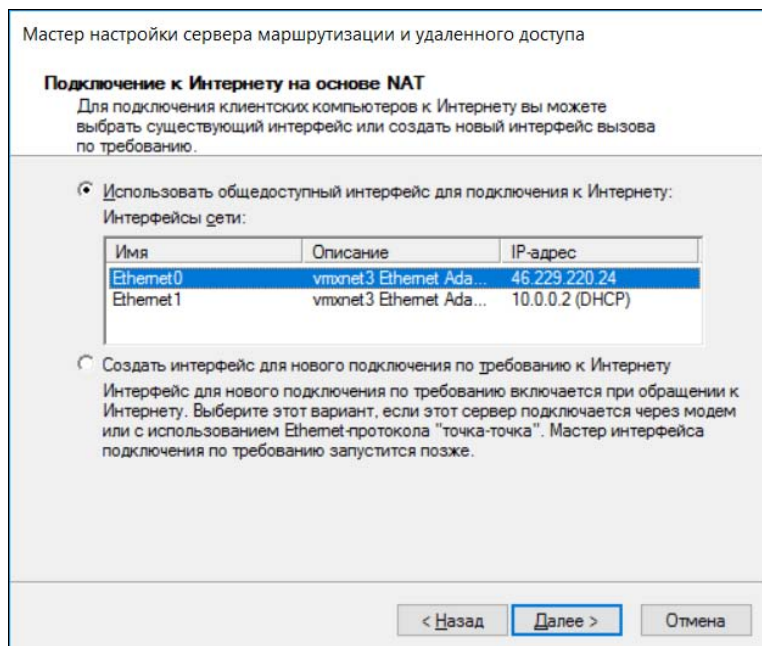 Мастер настройки сервера маршрутизации и удаленного доступа
Подключение к Интернету на основе NAT
Для подключения клиентских компьютеров к Интернету вы можете
выбрать существующий интерфейс или создать новый интерфейс вызова
по требованию.
Использовать общедоступный интерфейс для подключения к Интернету:
Интерфейсы сети:
Имя Описание IP-адрес
Ethernet0 vmxnet3 Ethernet Ada... 46.229.220.24
Ethernet1 vmxnet3 Ethernet Ada... 10.0.0.2 (DHCP)
Создать интерфейс для нового подключения по требованию к Интернету
Интерфейс для нового подключения по требованию включается при обращении к
Интернету. Выберите этот вариант, если этот сервер подключается через модем
или с использованием Ethernet-протокола "точка-точка". Мастер интерфейса
подключения по требованию запустится позже.
< Назад Далее > Отмена